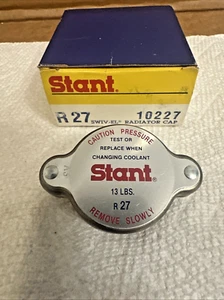 Stant®
R 27 10227
SWIV-EL® RADIATOR CAP
CAUTION PRESSURE
TEST OR
REPLACE WHEN
CHANGING COOLANT
Stant®
13 LBS.
R 27
REMOVE SLOWLY